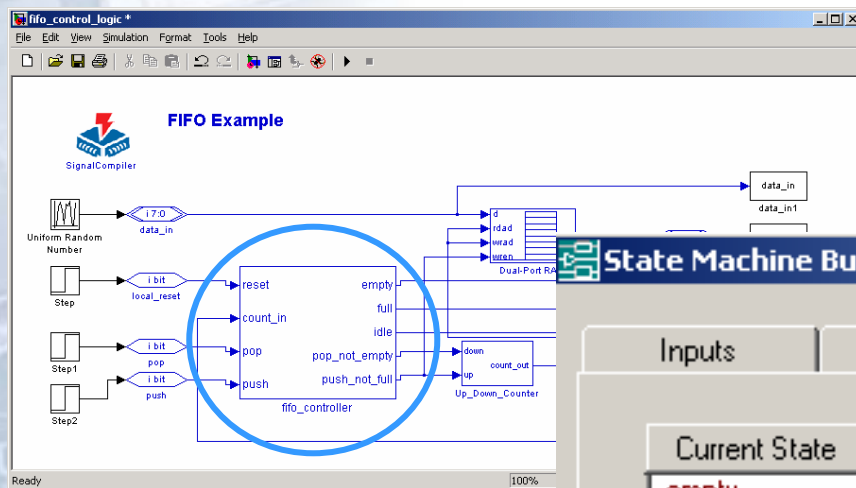 fifo_control_logic *
File Edit View Simulation Format Tools Help
FIFO Example
SignalCompiler
Uniform Random
Number
i 7:0
data_in
Step
i bit
local_reset
Step1
i bit
pop
Step2
i bit
push
reset
count_in
pop
push
empty
full
idle
pop_not_empty
push_not_full
fifo_controller
d
rdad
wrad
wren
Dual-Port RA
down
up
count_out
Up_Down_Counter
data_in
data_in1
State Machine Bu
Inputs
Current State
empty
Ready
100%